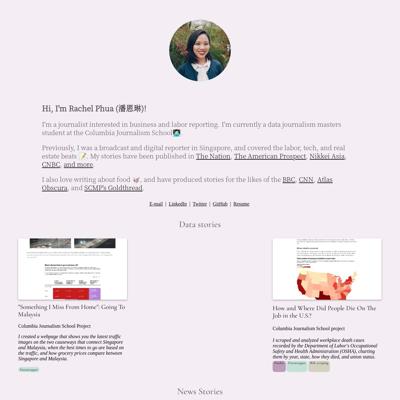 Hi, I'm Rachel Phua (潘恩琳)!
I'm a journalist interested in business and labor reporting. I'm currently a data journalism masters
student at the Columbia Journalism School
Previously, I was a broadcast and digital reporter in Singapore, and covered the labor, tech, and real
estate beats 📝. My stories have been published in The Nation, The American Prospect, Nikkei Asia,
CNBC, and more.
I also love writing about food 🥡, and have produced stories for the likes of the BBC, CNN, Atlas
Obscura, and SCMP's Goldthread.
E-mail | LinkedIn | Twitter | GitHub | Resume
Data stories
"Something I Miss From Home": Going To
Malaysia
Columbia Journalism School Project
I created a webpage that shows you the latest traffic
images on the two causeways that connect Singapore
and Malaysia, when the best times to go are based on
the traffic, and how grocery prices compare between
Singapore and Malaysia.
How and Where Did People Die On The
Job in the U.S.?
Columbia Journalism School project
I scraped and analyzed workplace death cases
recorded by the Department of Labor's Occupational
Safety and Health Administration (OSHA), charting
them by year, state, how they died, and union status.
News Stories